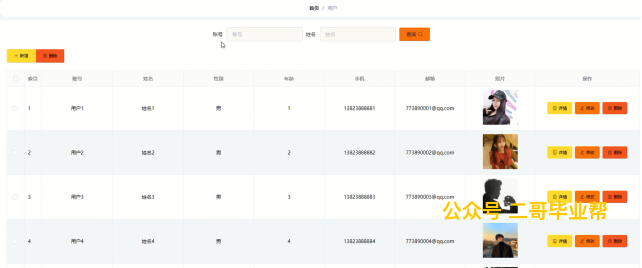 首页 / 用户
账号 账号 姓名 姓名 查询
+ 新增 删除
索引 账号 姓名 性别 年龄 手机 邮箱 照片 操作
1 用户1 姓名1 男 1 13823888881 773890001@qq.com 详情 修改 删除
2 用户2 姓名2 男 2 13823888882 773890002@qq.com 详情 修改 删除
3 用户3 姓名3 男 3 13823888883 773890003@qq.com 详情 修改 删除
公众号 二哥毕业帮
4 用户4 姓名4 男 4 13823888884 773890004@qq.com 详情 修改 删除